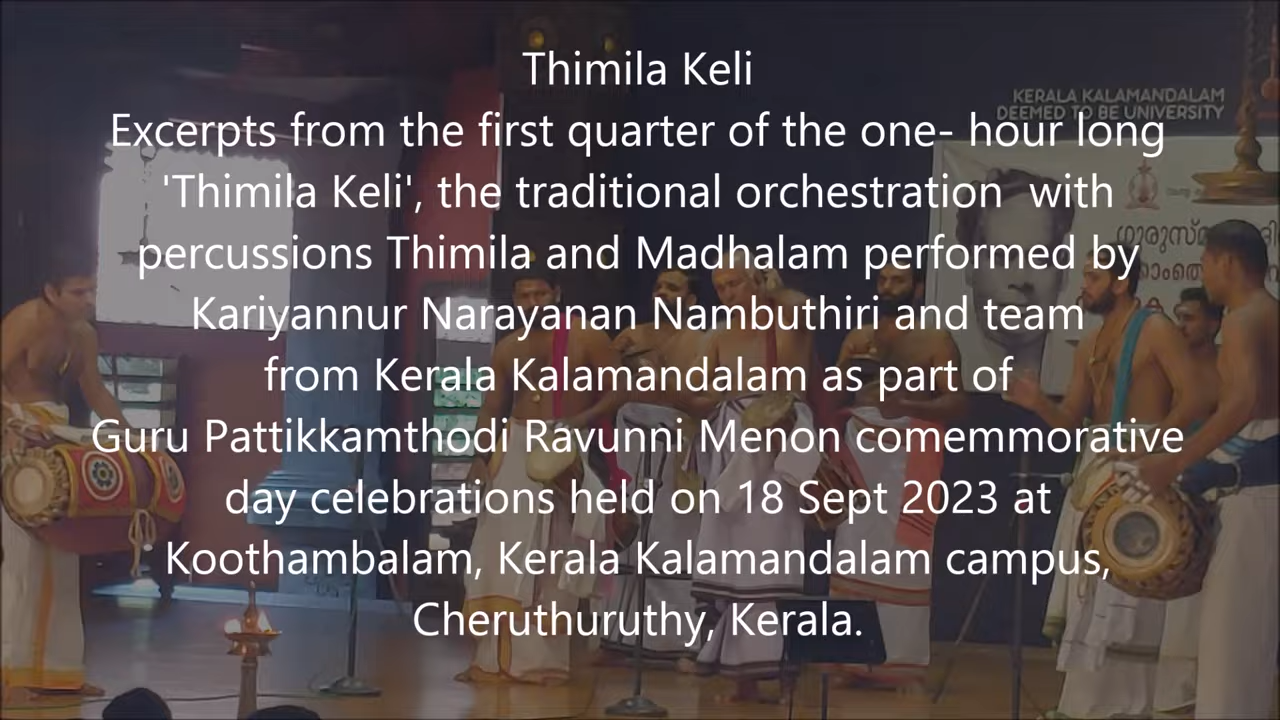 Thimila Keli
Excerpts from the first quarter of the one- hour long
'Thimila Keli', the traditional orchestration  with
percussions Thimila and Madhalam performed by
Kariyannur Narayanan Nambuthiri and team
from Kerala Kalamandalam as part of
Guru Pattikkamthodi Ravunni Menon comemmorative
day celebrations held on 18 Sept 2023 at
Koothambalam, Kerala Kalamandalam campus,
Cheruthuruthy, Kerala.
KERALA KALAMANDALAM
DEEMED TO BE UNIVERSITY